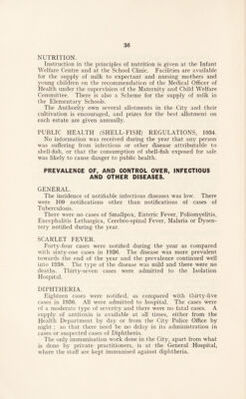 36
NUTRITION.
Instruction in the principles of nutrition is given at the Infant
Welfare Centre and at the School Clinic. Facilities are available
for the supply of milk to expectant and nursing mothers and
young children on the recommendation of the Medical Officer of
Health under the supervision of the Maternity and Child Welfare
Committee. There is also a Scheme for the supply of milk in
the Elementary Schools.
The Authority own several allotments in the City and their
cultivation is encouraged, and prizes for the best allotment on
each estate are given annually.
PUBLIC HEALTH (SHELL-FISH) REGULATIONS, 1934.
No information was received during the year that any person
was suffering from infectious or other disease attributable to
shell-fish, or that the consumption of shell-fish exposed for sale
was likely to cause danger to public health.
PREVALENCE OF, AND CONTROL OVER, INFECTIOUS
AND OTHER DISEASES.
GENERAL.
The incidence of notifiable infectious diseases was low. There
were 109 notifications other than notifications of cases of
Tuberculosis.
There were no cases of Smallpox, Enteric Fever, Poliomyelitis,
Encephalitis Lethargica, Cerebro-spinal Fever, Malaria or Dysen-
tery notified during the year.
SCARLET FEVER.
Forty-four cases were notified during the year as compared
with sixty-one cases in 1936. The disease was more prevalent
towards the end of the year and the prevalence continued well
into 1938. The type of the disease was mild and there were no
deaths. Thirty-seven cases were admitted to the Isolation
Hospital.
DIPHTHERIA.
Eighteen cases were notified, as compared with thirty-five
cases in 1936. All were admitted to hospital. The cases were
of a moderate type of severity and there were no fatal cases. A
supply of antitoxin is available at all times, either from the
Health Department by day or from the City Police Office by
night; so that there need be no delay in its administration in
cases or suspected cases of Diphtheria.
The only immunisation work done in the City, apart from what
is done by private practitioners, is at the General Hospital,
where the staff are kept immunised against diphtheria.